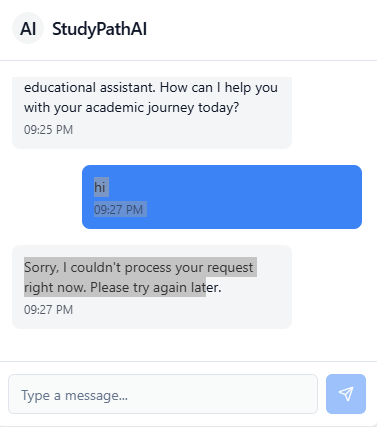 AI StudyPathAI
educational assistant. How can I help you
with your academic journey today?
09:25 PM
hi
09:27 PM
Sorry, I couldn't process your request
right now. Please try again later.
09:27 PM
Type a message...